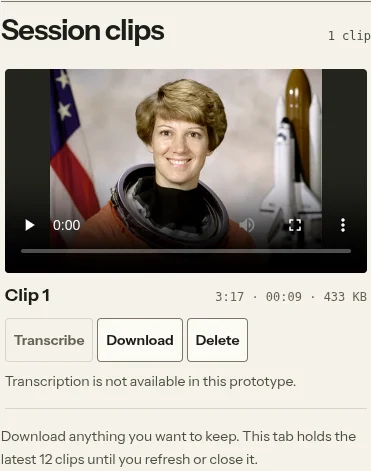 Session clips
1 clip
0:00
Clip 1
3:17 · 00:09 · 433 KB
Transcribe Download Delete
Transcription is not available in this prototype.
Download anything you want to keep. This tab holds the
latest 12 clips until you refresh or close it.